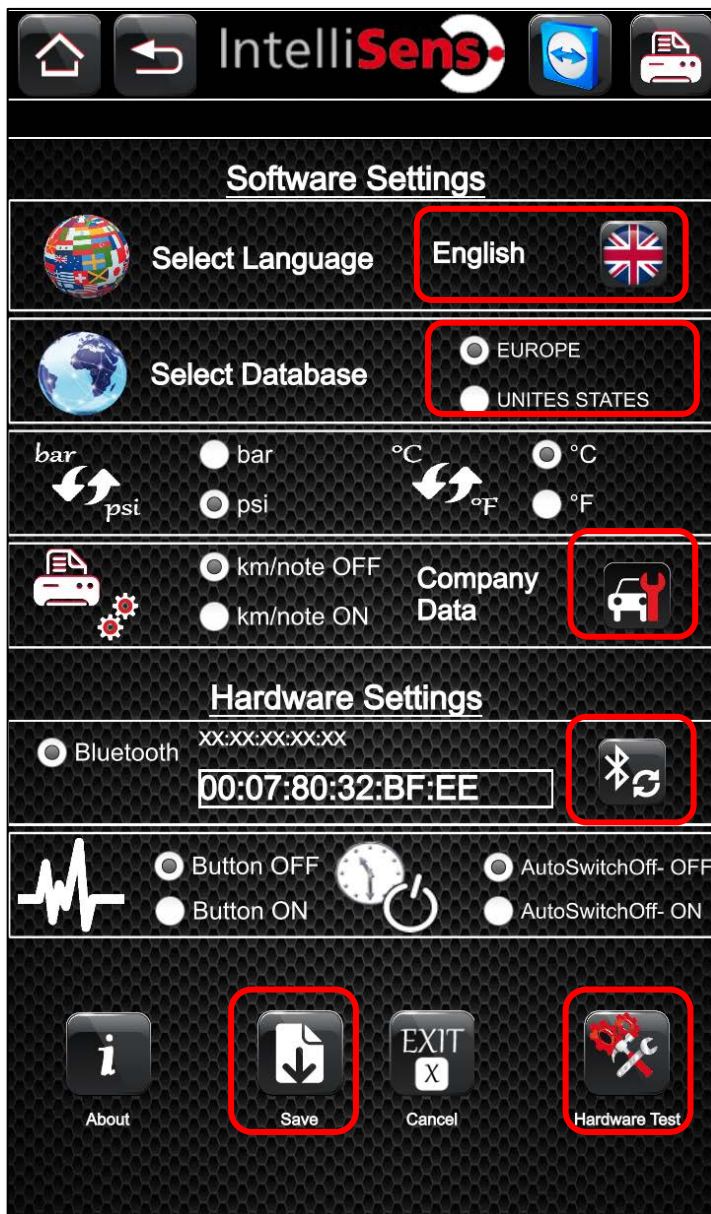 IntelliSens
Software Settings
Select Language English
Select Database
EUROPE
UNITES STATES
bar
psi
bar
psi
°C
°F
°C
°F
km/note OFF
km/note ON
Company
Data
Hardware Settings
Bluetooth
XX:XX:XX:XX:XX
00:07:80:32:BF:EE
Button OFF
Button ON
AutoSwitchOff- OFF
AutoSwitchOff- ON
i
EXIT
X
About
Save
Cancel
Hardware Test